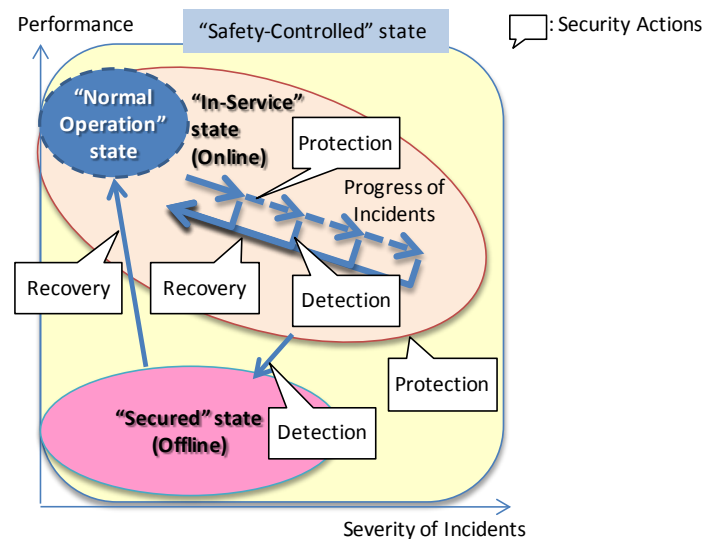 Performance
“Safety-Controlled” state
: Security Actions
“Normal
Operation”
state
“In-Service”
state
(Online)
Protection
Progress of
Incidents
Recovery
Recovery
Detection
Protection
“Secured” state
(Offline)
Detection
Severity of Incidents